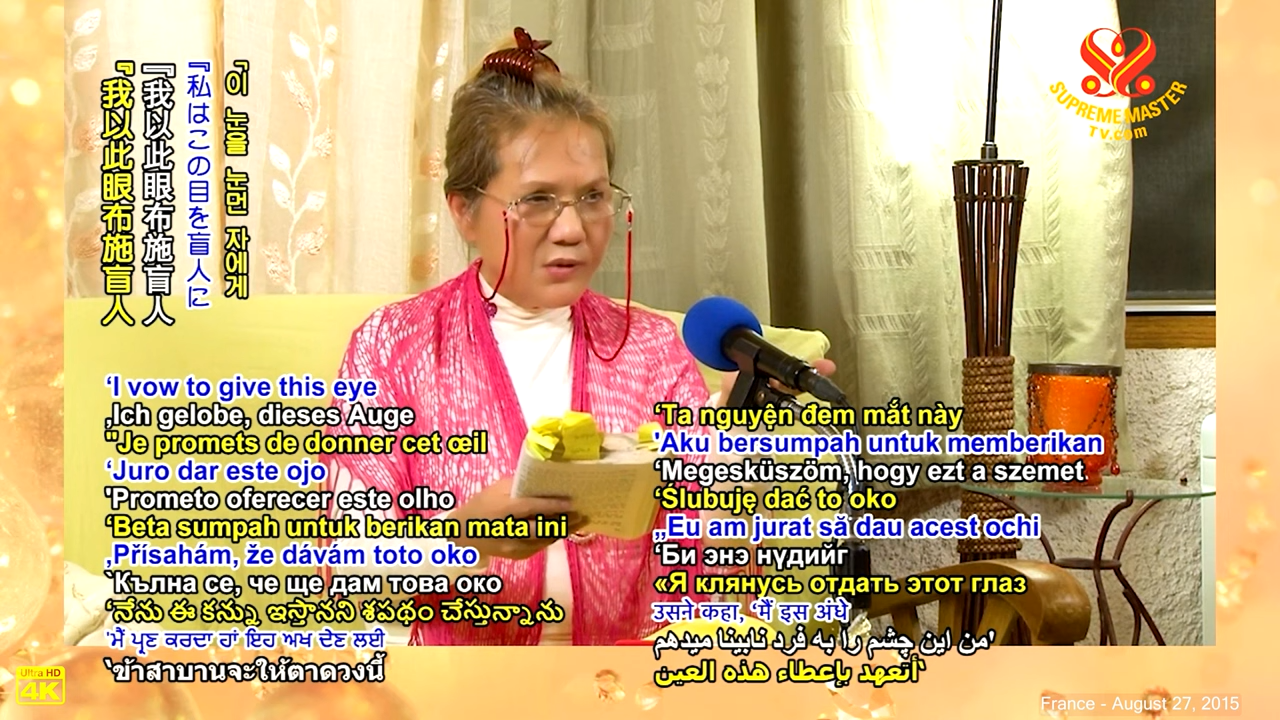 SUPREME MASTER
TV.com
『我以此眼布施盲人
『我以此眼布施盲人
『私はこの目を盲人に
「이 눈을 눈먼 자에게
‘I vow to give this eye
‚Ich gelobe, dieses Auge
"Je promets de donner cet œil
‘Juro dar este ojo
'Prometo oferecer este olho
‘Beta sumpah untuk berikan mata ini
‚Přísahám, že dávám toto oko
‘Кълна се, че ще дам това око
‘నేను ఈ కన్ను ఇస్తానని శపథం చేస్తున్నాను
'ਮੈਂ ਪ੍ਰਣ ਕਰਦਾ ਹਾਂ ਇਹ ਅਖ ਦੇਣ ਲਈ
‘ข้าสาบานจะให้ตาดวงนี้
‘Ta nguyện đem mắt này
'Aku bersumpah untuk memberikan
‘Megesküszöm, hogy ezt a szemet
‘Ślubuję dać to oko
„Eu am jurat să dau acest ochi
‘Би энэ нүдийг
«Я клянусь отдать этот глаз
उसने कहा, ‘मैं इस अंधे
'من این چشم را به فرد نابینا میدهم
‘أتعهد بإعطاء هذه العين
Ultra HD
4K
France - August 27, 2015